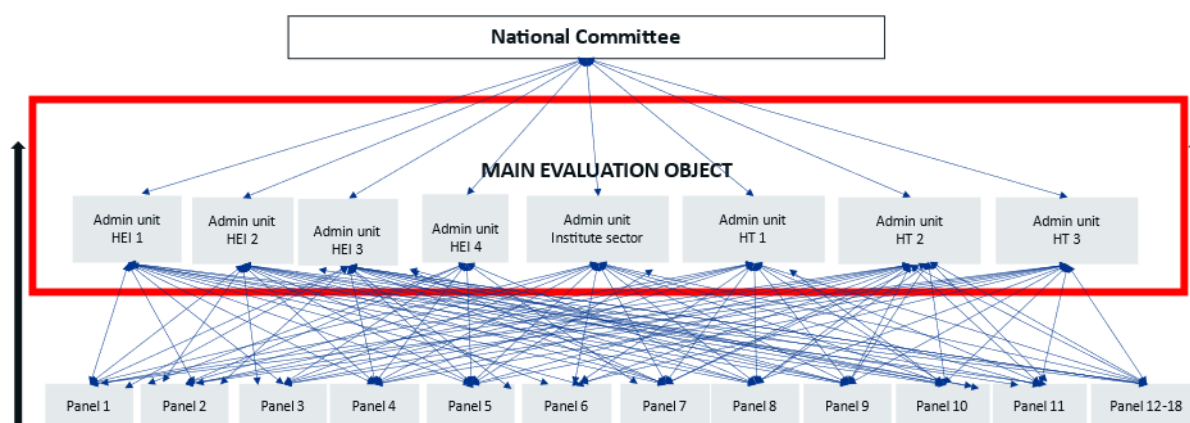 National Committee
MAIN EVALUATION OBJECT
Admin unit
HEI 1
Admin unit
HEI 2
Admin unit
HEI 3
Admin unit
HEI 4
Admin unit
Institute sector
Admin unit
HT 1
Admin unit
HT 2
Admin unit
HT 3
Panel 1
Panel 2
Panel 3
Panel 4
Panel 5
Panel 6
Panel 7
Panel 8
Panel 9
Panel 10
Panel 11
Panel 12-18